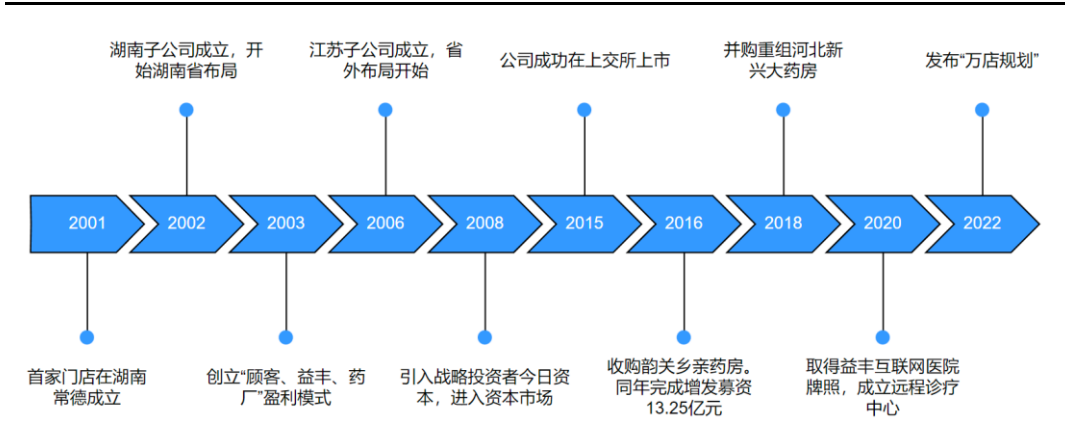 湖南子公司成立，开
始湖南省布局
江苏子公司成立，省
外布局开始
公司成功在上交所上市
并购重组河北新
兴大药房
发布“万店规划”
2001
2002
2003
2006
2008
2015
2016
2018
2020
2022
首家门店在湖南
常德成立
创立“顾客、益丰、药
厂”盈利模式
引入战略投资者今日资
本，进入资本市场
收购韵关乡亲药房。
同年完成增发募资
13.25亿元
取得益丰互联网医院
牌照，成立远程诊疗
中心